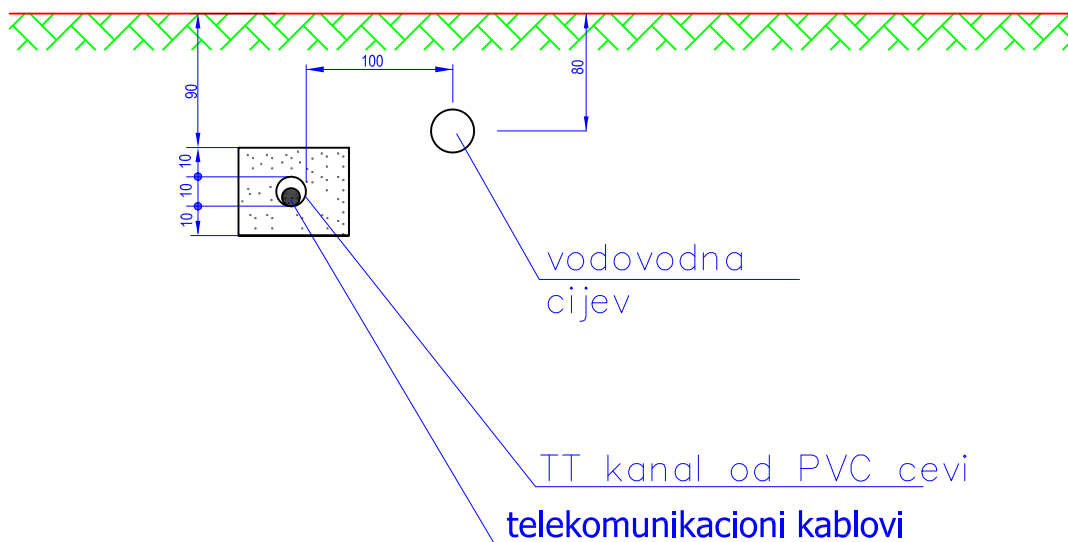 100
80
90
10
10
10
vodovodna
cijev
TT kanal od PVC cevi
telekomunikacioni kablovi